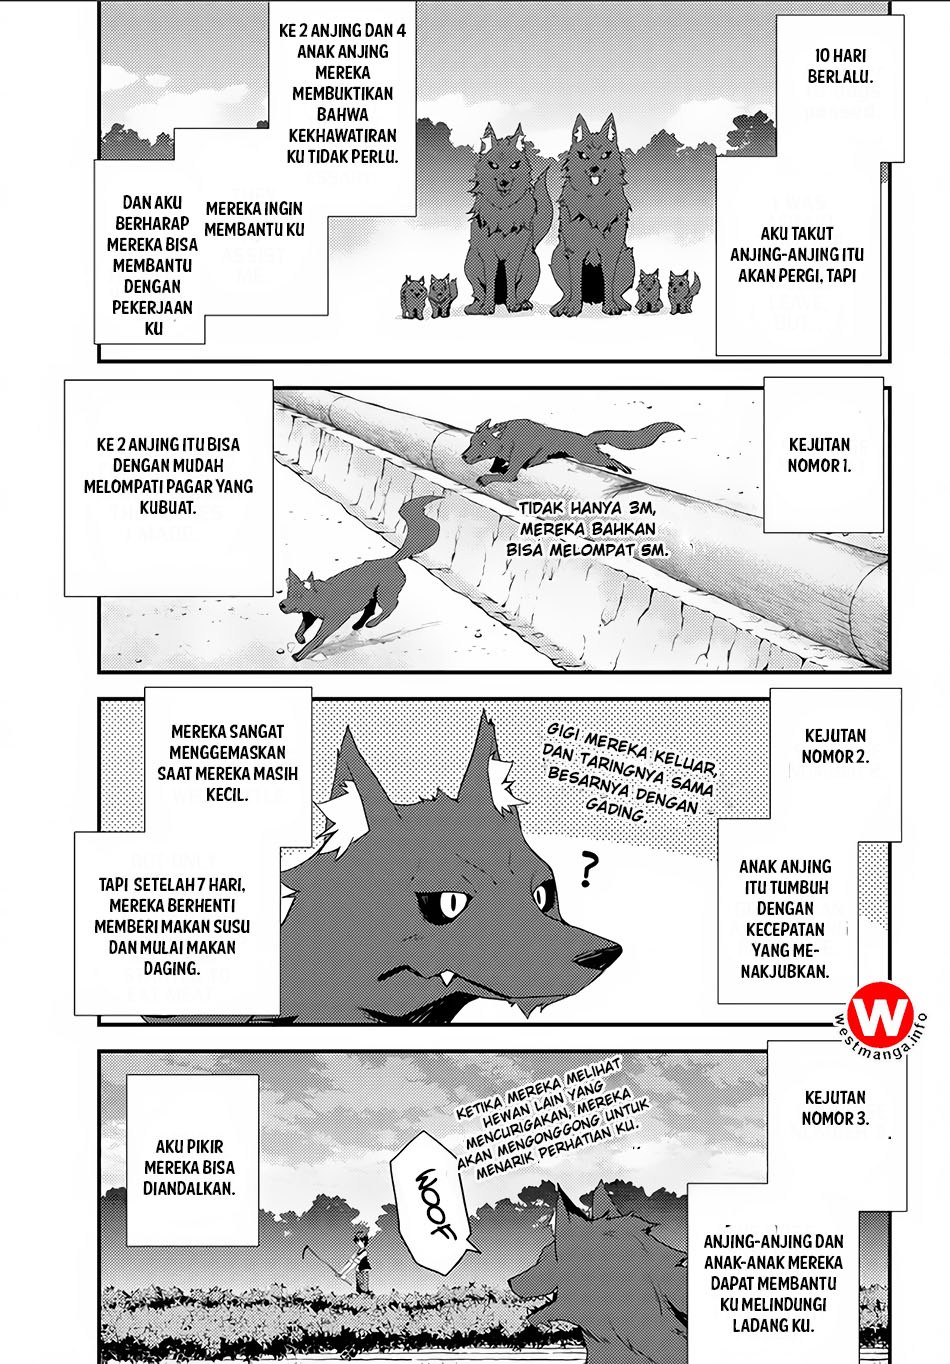 10 HARI
BERLALU.
AKU TAKUT
ANJING-ANJING ITU
AKAN PERGI, TAPI
KE 2 ANJING DAN 4
ANAK ANJING
MEREKA
MEMBUKTIKAN
BAHWA
KEKHAWATIRAN
KU TIDAK PERLU.
MEREKA INGIN
MEMBANTU KU
DAN AKU
BERHARAP
MEREKA BISA
MEMBANTU
DENGAN
PEKERJAAN
KU
KEJUTAN
NOMOR 1.
TIDAK HANYA 3M,
MEREKA BAHKAN
BISA MELOMPAT 5M.
KE 2 ANJING ITU BISA
DENGAN MUDAH
MELOMPATI PAGAR YANG
KUBUAT.
KEJUTAN
NOMOR 2.
ANAK ANJING
ITU TUMBUH
DENGAN
KECEPATAN
YANG ME-
NAKJUBKAN.
GIGI MEREKA KELUAR,
DAN TARINGNYA SAMA
BESARNYA DENGAN
GADING.
?
MEREKA SANGAT
MENGGEMASKAN
SAAT MEREKA MASIH
KECIL.
TAPI SETELAH 7 HARI,
MEREKA BERHENTI
MEMBERI MAKAN SUSU
DAN MULAI MAKAN
DAGING.
W
westmanga.info
KEJUTAN
NOMOR 3.
ANJING-ANJING DAN
ANAK-ANAK MEREKA
DAPAT MEMBANTU
KU MELINDUNGI
LADANG KU.
KETIKA MEREKA MELIHAT
HEWAN LAIN YANG
MENCURIGAKAN, MEREKA
AKAN MENGONGGONG UNTUK
MENARIK PERHATIAN KU.
WOOF
AKU PIKIR
MEREKA BISA
DIANDALKAN.